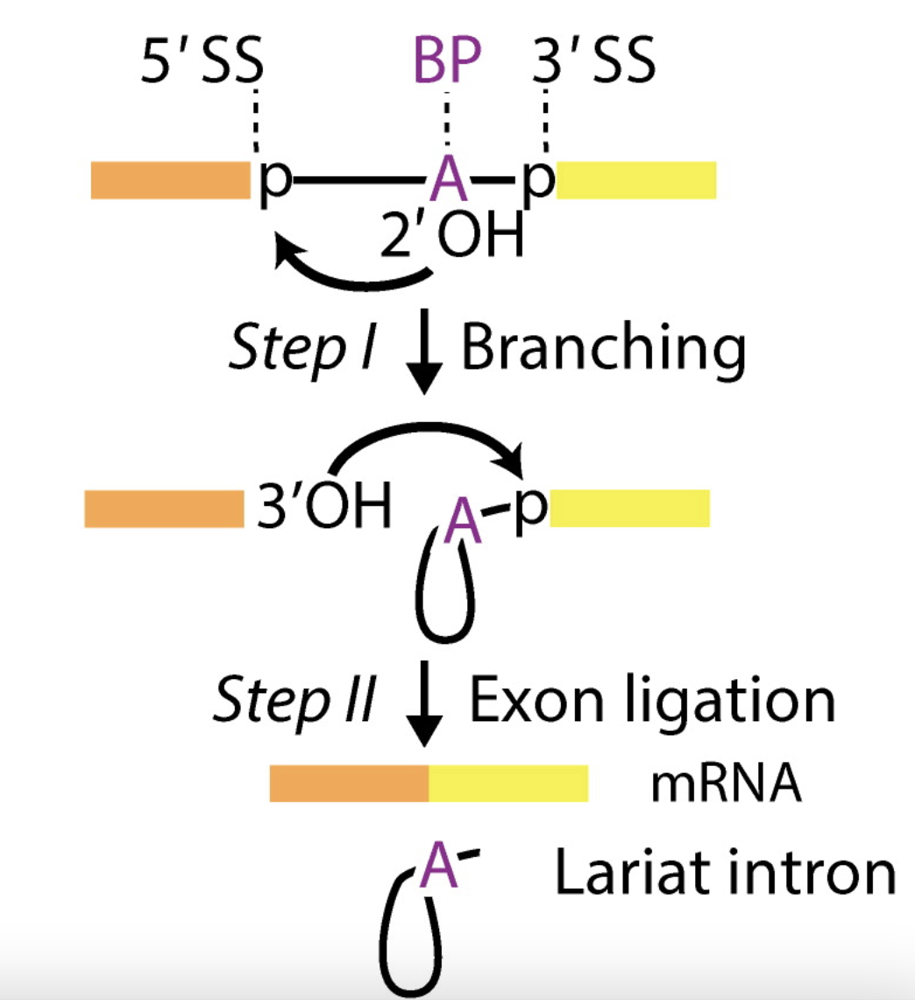 5′ SS BP 3′ SS
p A p
2′ OH
Step I Branching
3′OH A p
Step II Exon ligation
mRNA
A Lariat intron